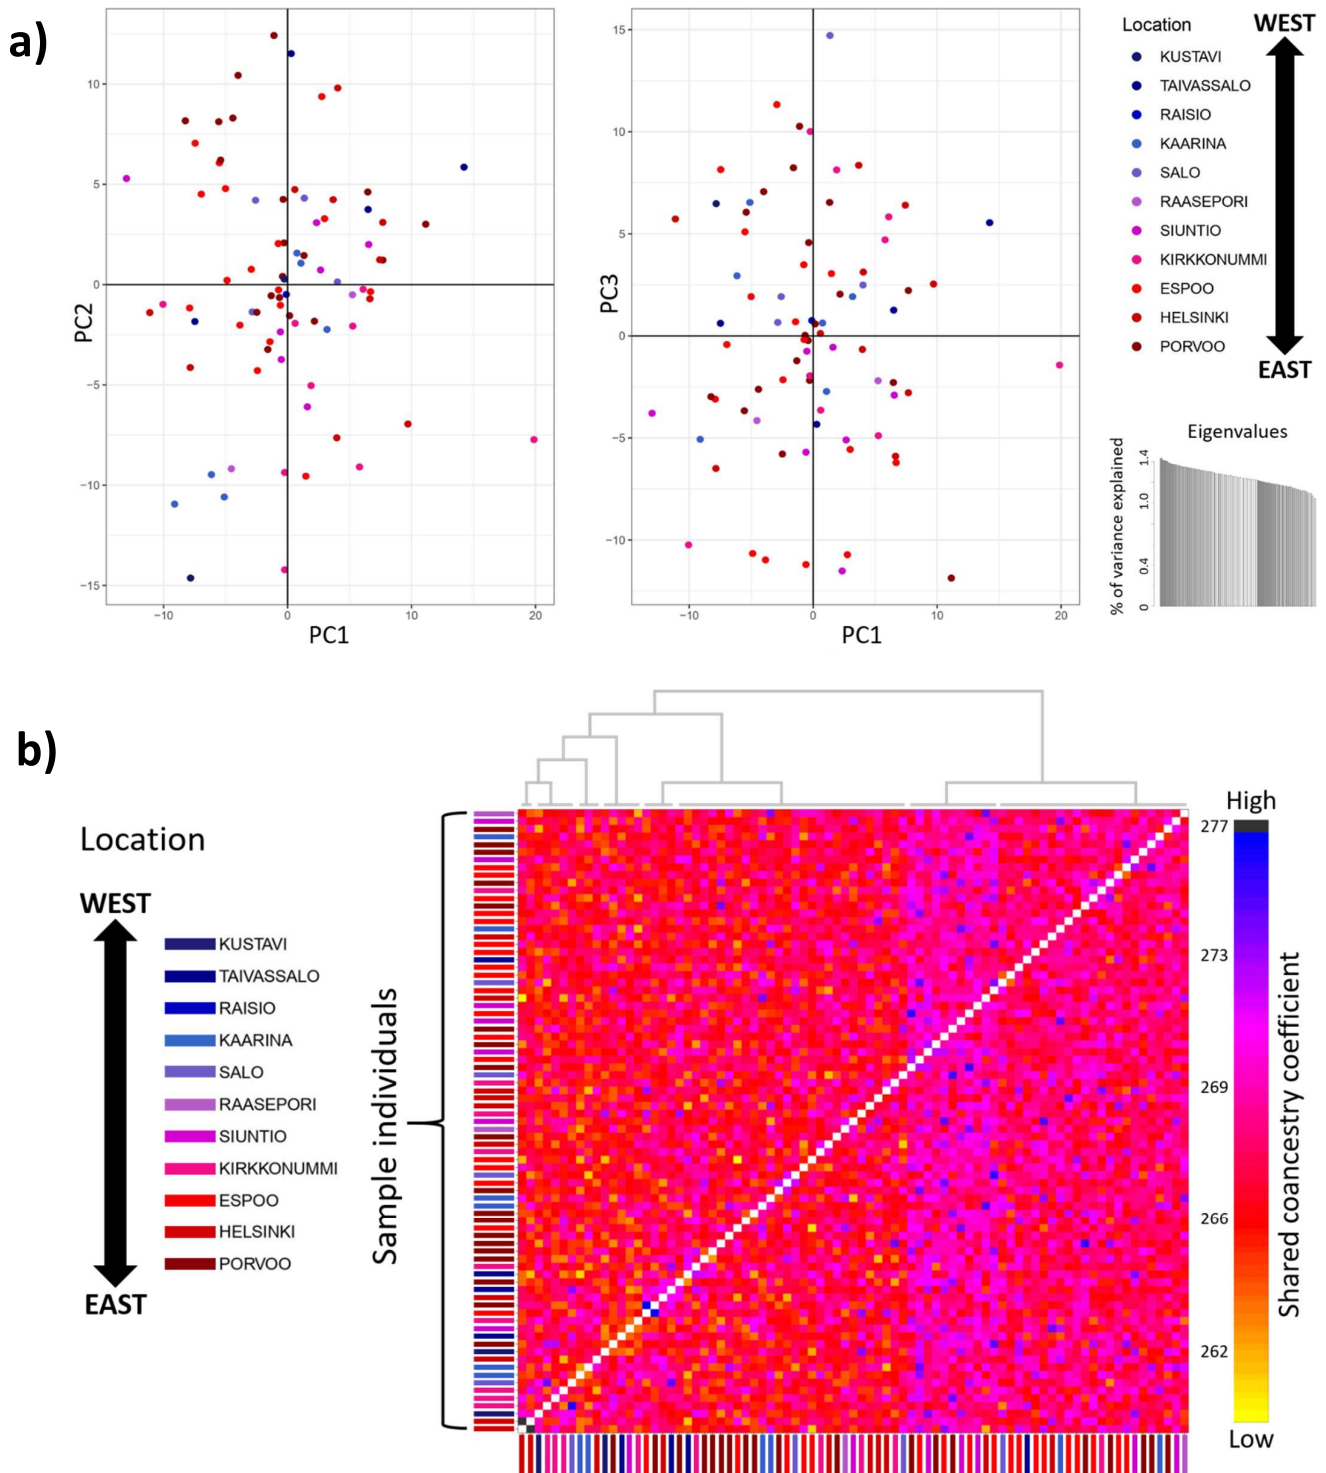 a)
10
5
0
−5
−10
−15
PC2
−10
0
10
20
PC1
15
10
5
0
−5
−10
PC3
−10
0
10
20
PC1
Location
WEST
KUSTAVI
TAIVASSALO
RAISIO
KAARINA
SALO
RAASEPORI
SIUNTIO
KIRKKONUMMI
ESPOO
HELSINKI
PORVOO
EAST
Eigenvalues
% of variance explained
1.4
1.0
0.4
0
b)
Location
WEST
KUSTAVI
TAIVASSALO
RAISIO
KAARINA
SALO
RAASEPORI
SIUNTIO
KIRKKONUMMI
ESPOO
HELSINKI
PORVOO
EAST
Sample individuals
High
277
273
269
266
262
Low
Shared coancestry coefficient